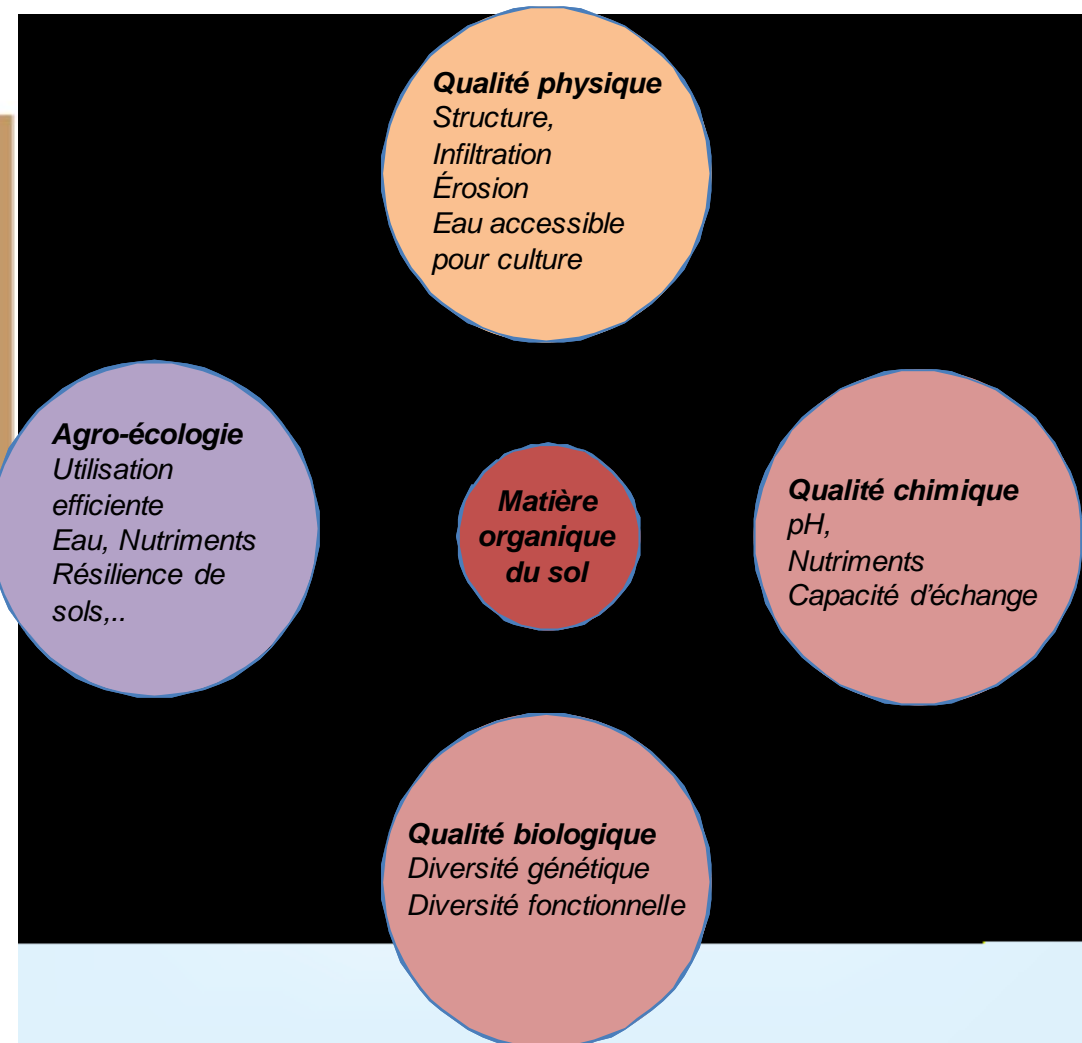 Qualité physique
Structure,
Infiltration
Érosion
Eau accessible
pour culture
Agro-écologie
Utilisation
efficiente
Eau, Nutriments
Résilience de
sols,..
Matière
organique
du sol
Qualité chimique
pH,
Nutriments
Capacité d’échange
Qualité biologique
Diversité génétique
Diversité fonctionnelle